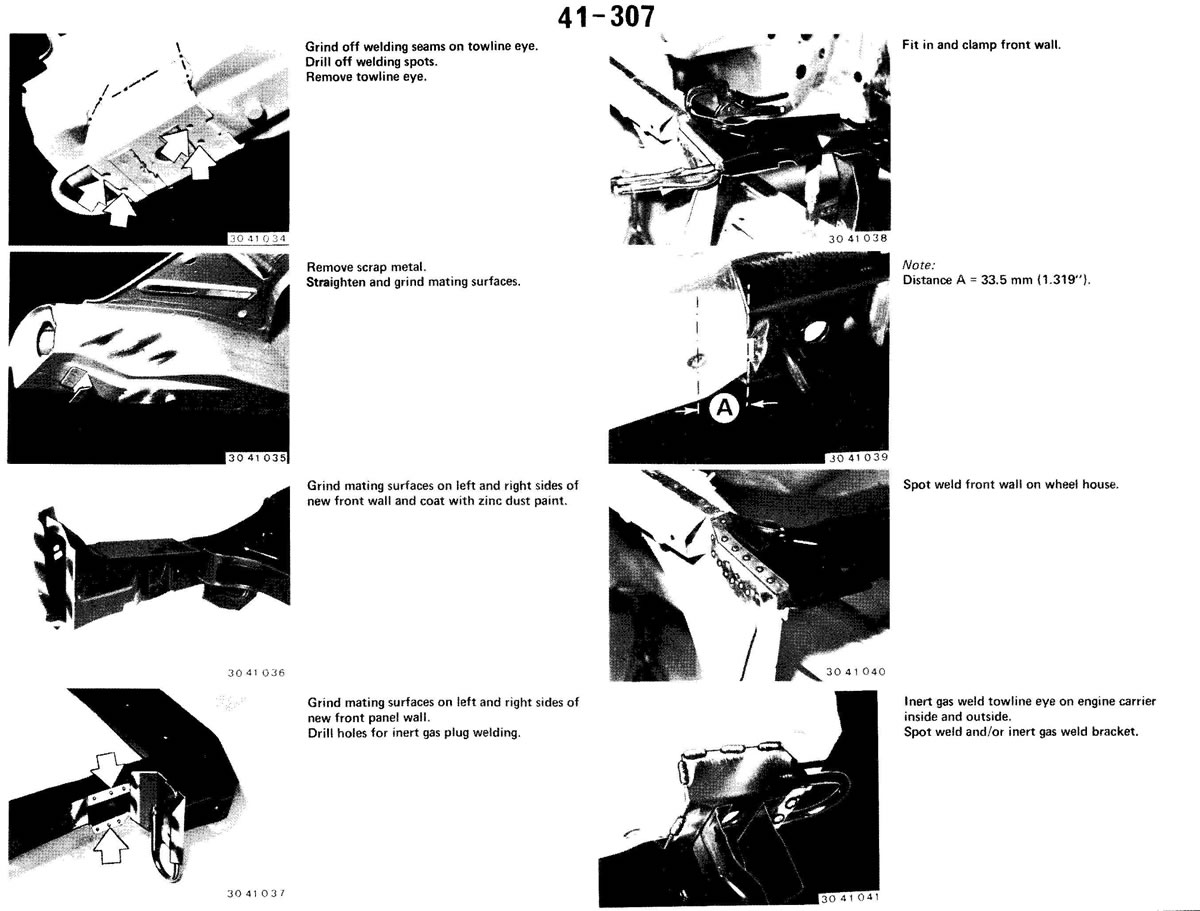 41-307
Grind off welding seams on towline eye.
Drill off welding spots.
Remove towline eye.
30 41 034
Remove scrap metal.
Straighten and grind mating surfaces.
30 41 035
Grind mating surfaces on left and right sides of
new front wall and coat with zinc dust paint.
30 41 036
Grind mating surfaces on left and right sides of
new front panel wall.
Drill holes for inert gas plug welding.
30 41 037
Fit in and clamp front wall.
30 41 038
Note:
Distance A = 33.5 mm (1.319″).
A
30 41 039
Spot weld front wall on wheel house.
30 41 040
Inert gas weld towline eye on engine carrier
inside and outside.
Spot weld and/or inert gas weld bracket.
30 41 041